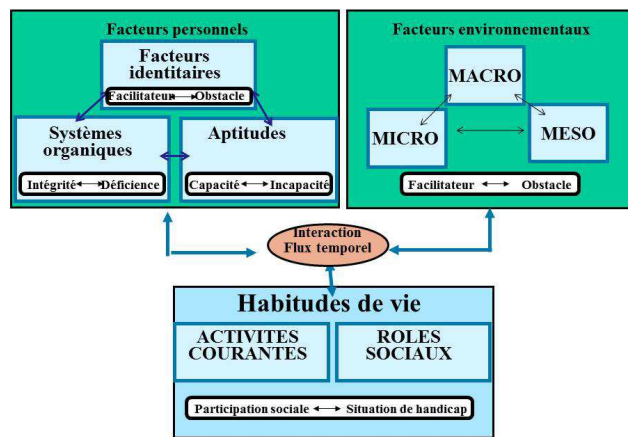 Facteurs personnels
Facteurs
identitaires
Facilitateur Obstacle
Systèmes
organiques
Intégrité Déficience
Aptitudes
Capacité Incapacité
Facteurs environnementaux
MACRO
MICRO
MESO
Facilitateur Obstacle
Interaction
Flux temporel
Habitudes de vie
ACTIVITES
COURANTES
ROLES
SOCIAUX
Participation sociale Situation de handicap